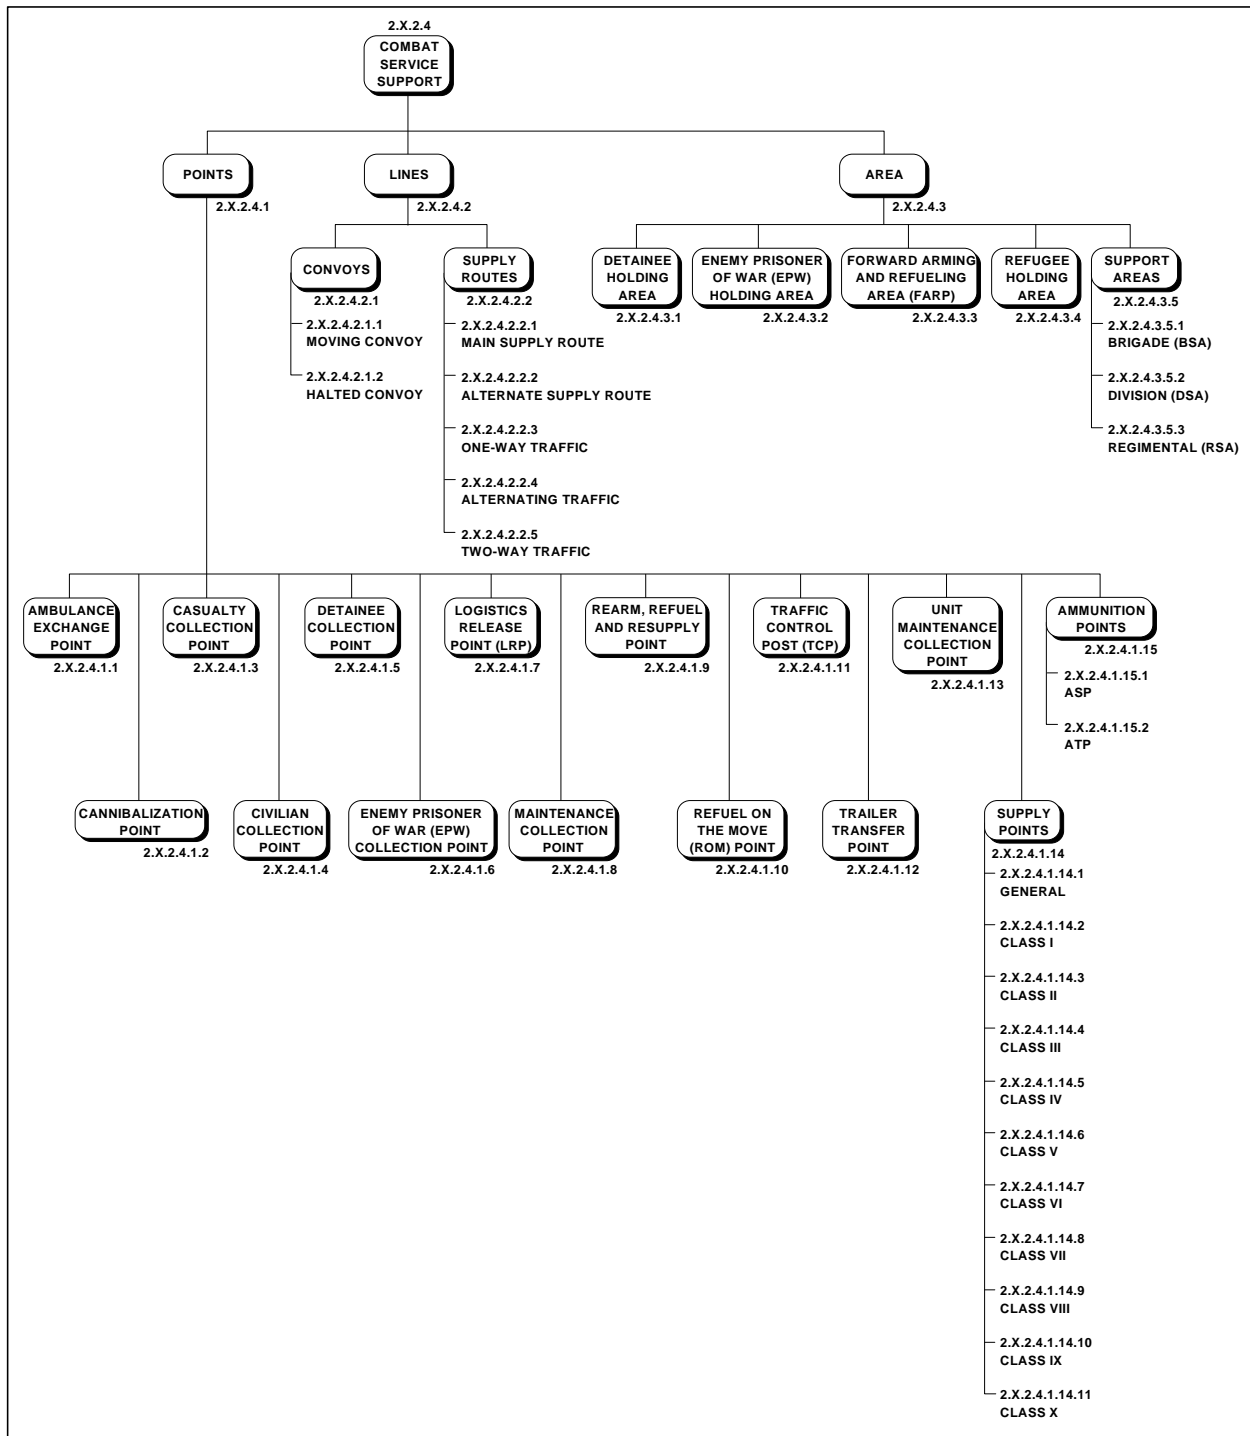 2.X.2.4
COMBAT
SERVICE
SUPPORT
POINTS
2.X.2.4.1
LINES
2.X.2.4.2
AREA
2.X.2.4.3
CONVOYS
2.X.2.4.2.1
2.X.2.4.2.1.1
MOVING CONVOY
2.X.2.4.2.1.2
HALTED CONVOY
SUPPLY
ROUTES
2.X.2.4.2.2
2.X.2.4.2.2.1
MAIN SUPPLY ROUTE
2.X.2.4.2.2.2
ALTERNATE SUPPLY ROUTE
2.X.2.4.2.2.3
ONE-WAY TRAFFIC
2.X.2.4.2.2.4
ALTERNATING TRAFFIC
2.X.2.4.2.2.5
TWO-WAY TRAFFIC
DETAINEE
HOLDING
AREA
2.X.2.4.3.1
ENEMY PRISONER
OF WAR (EPW)
HOLDING AREA
2.X.2.4.3.2
FORWARD ARMING
AND REFUELING
AREA (FARP)
2.X.2.4.3.3
REFUGEE
HOLDING
AREA
2.X.2.4.3.4
SUPPORT
AREAS
2.X.2.4.3.5
2.X.2.4.3.5.1
BRIGADE (BSA)
2.X.2.4.3.5.2
DIVISION (DSA)
2.X.2.4.3.5.3
REGIMENTAL (RSA)
AMBULANCE
EXCHANGE
POINT
2.X.2.4.1.1
CASUALTY
COLLECTION
POINT
2.X.2.4.1.3
DETAINEE
COLLECTION
POINT
2.X.2.4.1.5
LOGISTICS
RELEASE
POINT (LRP)
2.X.2.4.1.7
REARM, REFUEL
AND RESUPPLY
POINT
2.X.2.4.1.9
TRAFFIC
CONTROL
POST (TCP)
2.X.2.4.1.11
UNIT
MAINTENANCE
COLLECTION
POINT
2.X.2.4.1.13
AMMUNITION
POINTS
2.X.2.4.1.15
2.X.2.4.1.15.1
ASP
2.X.2.4.1.15.2
ATP
CANNIBALIZATION
POINT
2.X.2.4.1.2
CIVILIAN
COLLECTION
POINT
2.X.2.4.1.4
ENEMY PRISONER
OF WAR (EPW)
COLLECTION POINT
2.X.2.4.1.6
MAINTENANCE
COLLECTION
POINT
2.X.2.4.1.8
REFUEL ON
THE MOVE
(ROM) POINT
2.X.2.4.1.10
TRAILER
TRANSFER
POINT
2.X.2.4.1.12
SUPPLY
POINTS
2.X.2.4.1.14
2.X.2.4.1.14.1
GENERAL
2.X.2.4.1.14.2
CLASS I
2.X.2.4.1.14.3
CLASS II
2.X.2.4.1.14.4
CLASS III
2.X.2.4.1.14.5
CLASS IV
2.X.2.4.1.14.6
CLASS V
2.X.2.4.1.14.7
CLASS VI
2.X.2.4.1.14.8
CLASS VII
2.X.2.4.1.14.9
CLASS VIII
2.X.2.4.1.14.10
CLASS IX
2.X.2.4.1.14.11
CLASS X